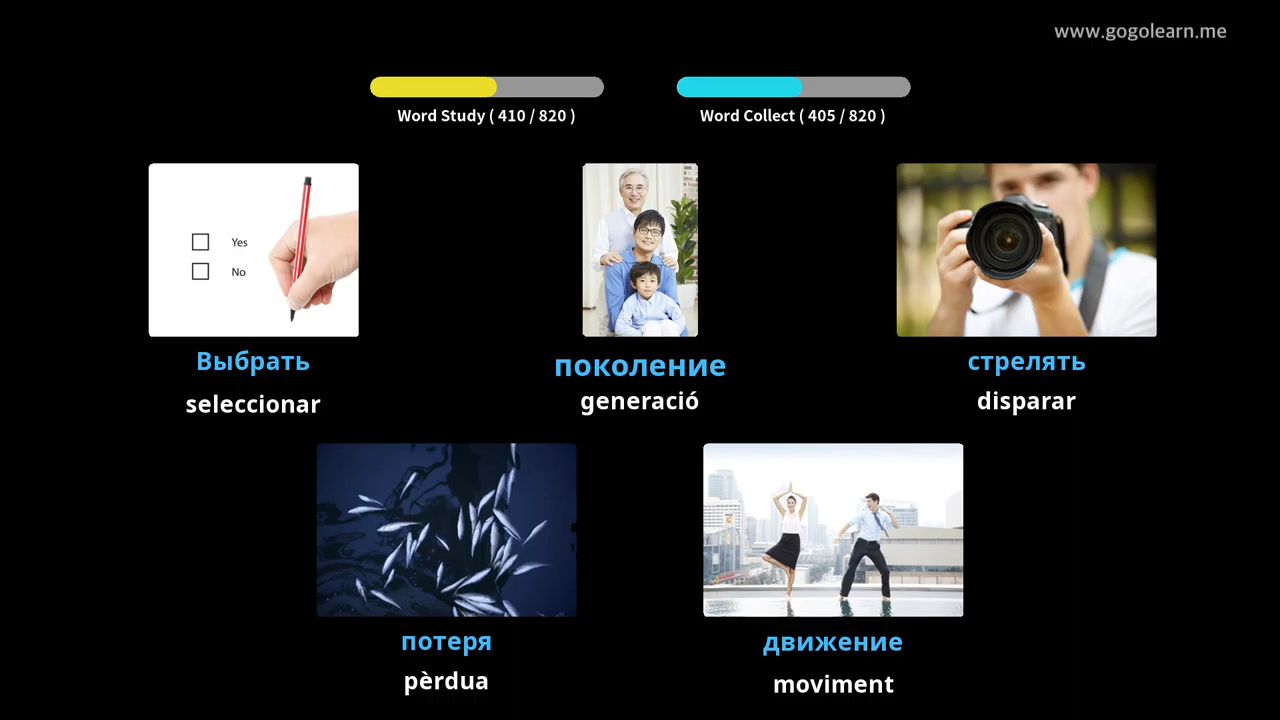 www.gogolearn.me
Word Study ( 410 / 820 )
Word Collect ( 405 / 820 )
Yes
No
Выбрать
seleccionar
поколение
generació
стрелять
disparar
потеря
pèrdua
движение
moviment